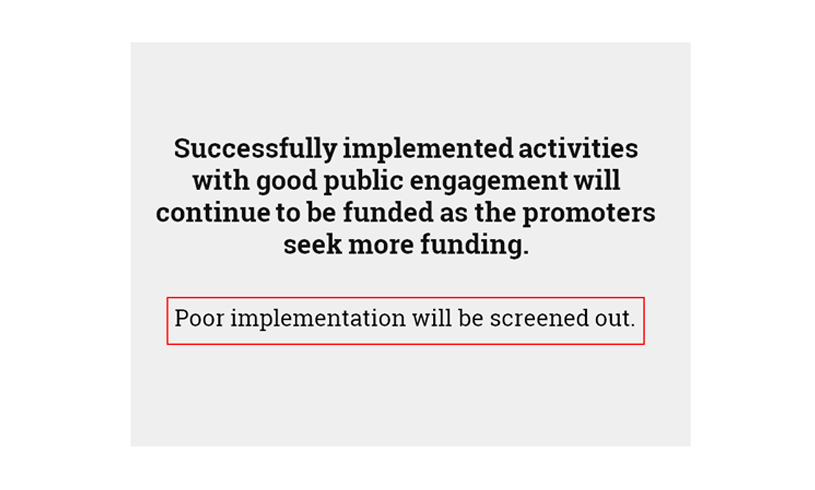 Successfully implemented activities
with good public engagement will
continue to be funded as the promoters
seek more funding.
Poor implementation will be screened out.